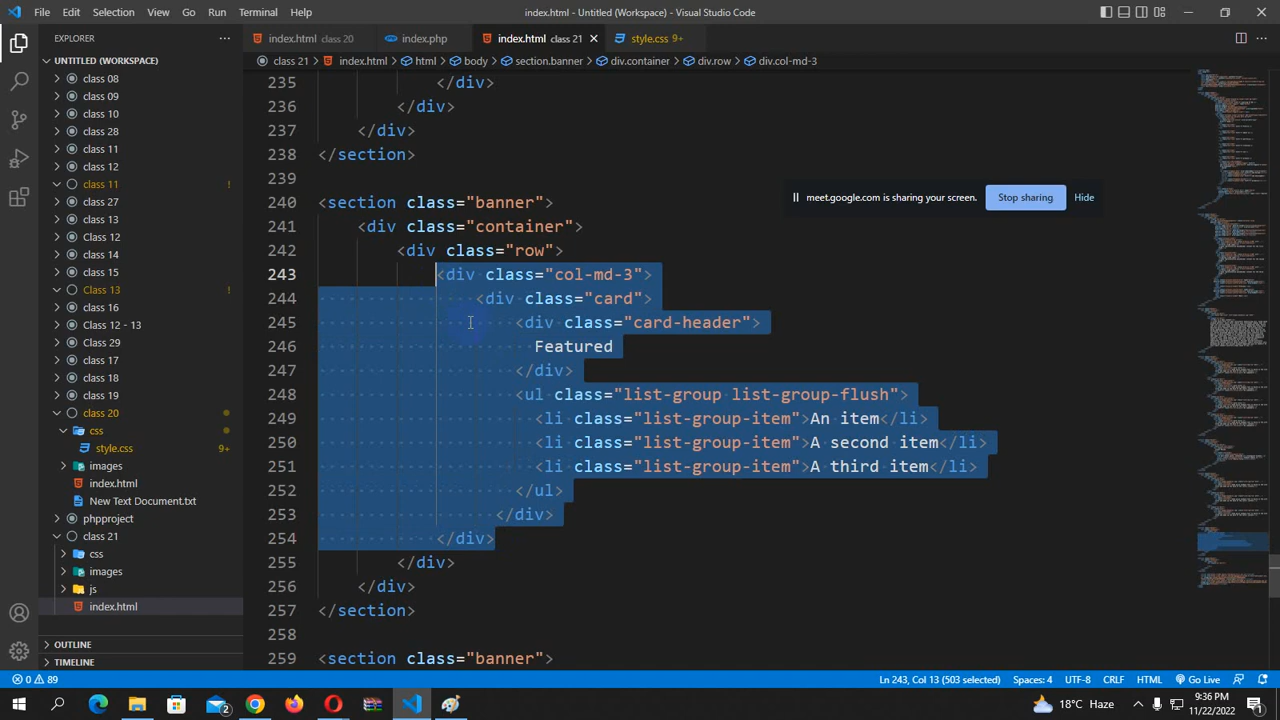 File Edit Selection View Go Run Terminal Help
index.html - Untitled (Workspace) - Visual Studio Code
EXPLORER
index.html class 20
index.php
index.html class 21
style.css 9+
UNTITLED (WORKSPACE)
class 21 > index.html > html > body > section.banner > div.container > div.row > div.col-md-3
class 08
class 09
class 10
class 28
class 11
class 12
class 11 !
class 27
class 13
Class 12
class 14
class 15
Class 13 !
class 16
Class 12 - 13
Class 29
class 17
class 18
class 19
class 20
css
style.css 9+
images
index.html
New Text Document.txt
phpproject
class 21
css
images
js
index.html
OUTLINE
TIMELINE
235 </div>
236 </div>
237 </div>
238 </section>
239
240 <section class="banner">
241 <div class="container">
242 <div class="row">
243 <div class="col-md-3">
244 <div class="card">
245 <div class="card-header">
246 Featured
247 </div>
248 <ul class="list-group list-group-flush">
249 <li class="list-group-item">An item</li>
250 <li class="list-group-item">A second item</li>
251 <li class="list-group-item">A third item</li>
252 </ul>
253 </div>
254 </div>
255 </div>
256 </div>
257 </section>
258
259 <section class="banner">
meet.google.com is sharing your screen.
Stop sharing
Hide
0 89
Ln 243, Col 13 (503 selected) Spaces: 4 UTF-8 CRLF HTML Go Live
2
18°C Haze
9:36 PM
11/22/2022
1